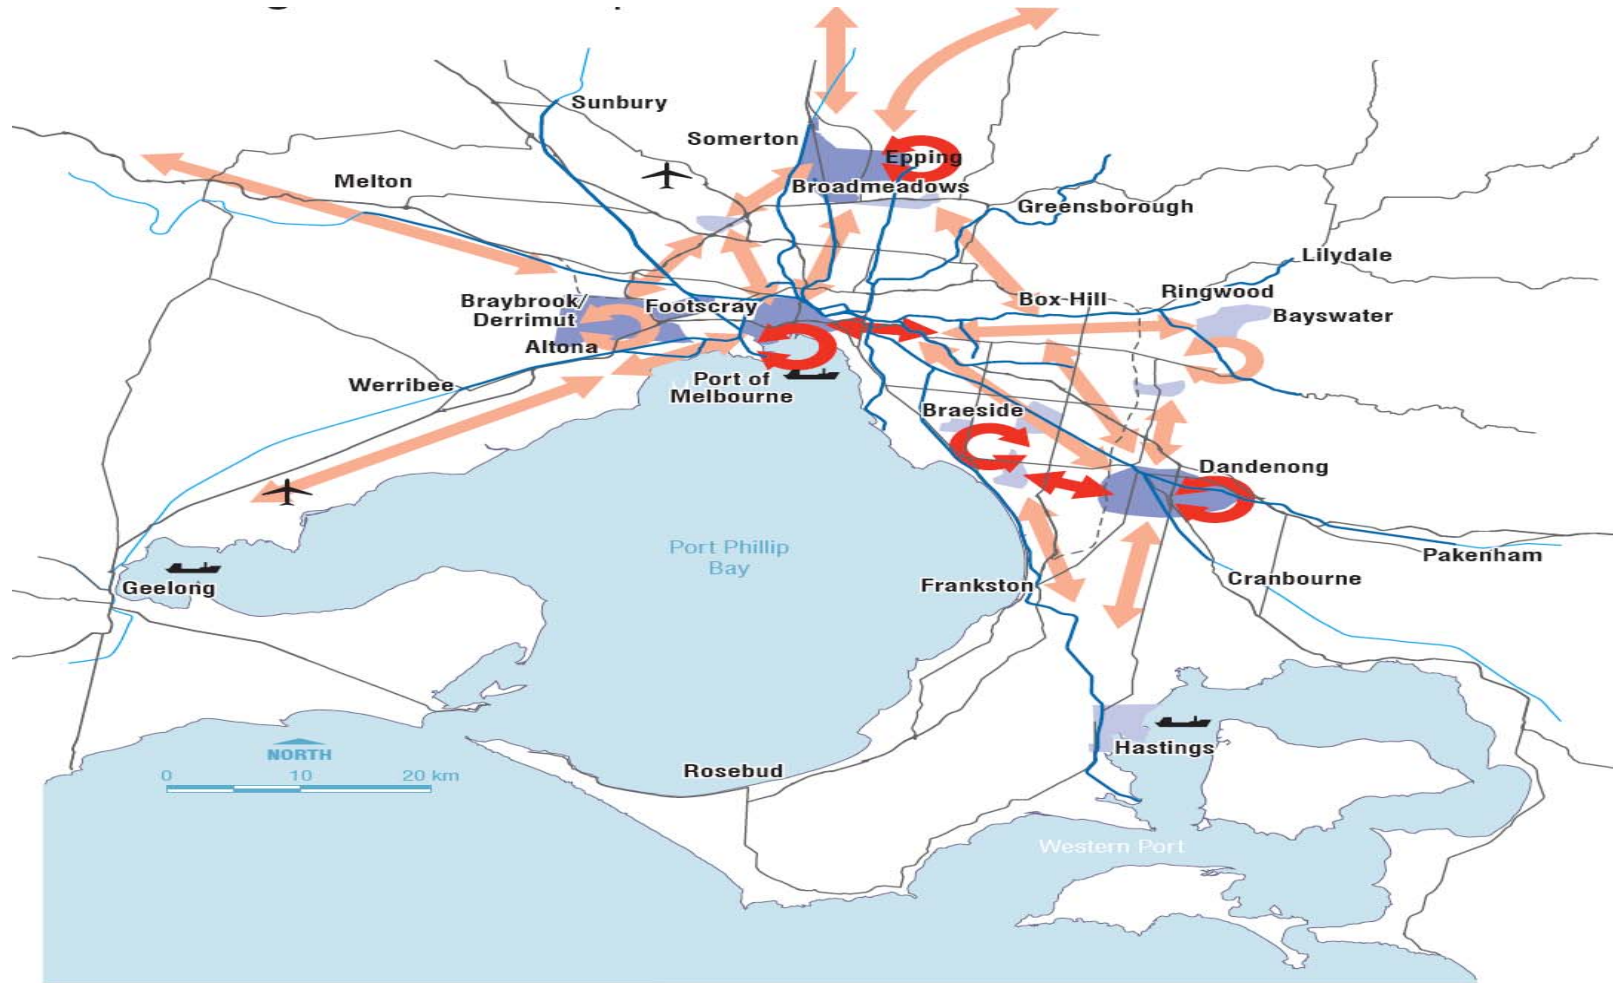 Sunbury
Somerton
Epping
Melton
Broadmeadows
Greensborough
Lilydale
Braybrook/
Derrimut
Footscray
Box Hill
Ringwood
Bayswater
Altona
Werribee
Port of
Melbourne
Braeside
Dandenong
Port Phillip
Bay
Pakenham
Geelong
Frankston
Cranbourne
NORTH
0 10 20 km
Rosebud
Hastings
Western Port